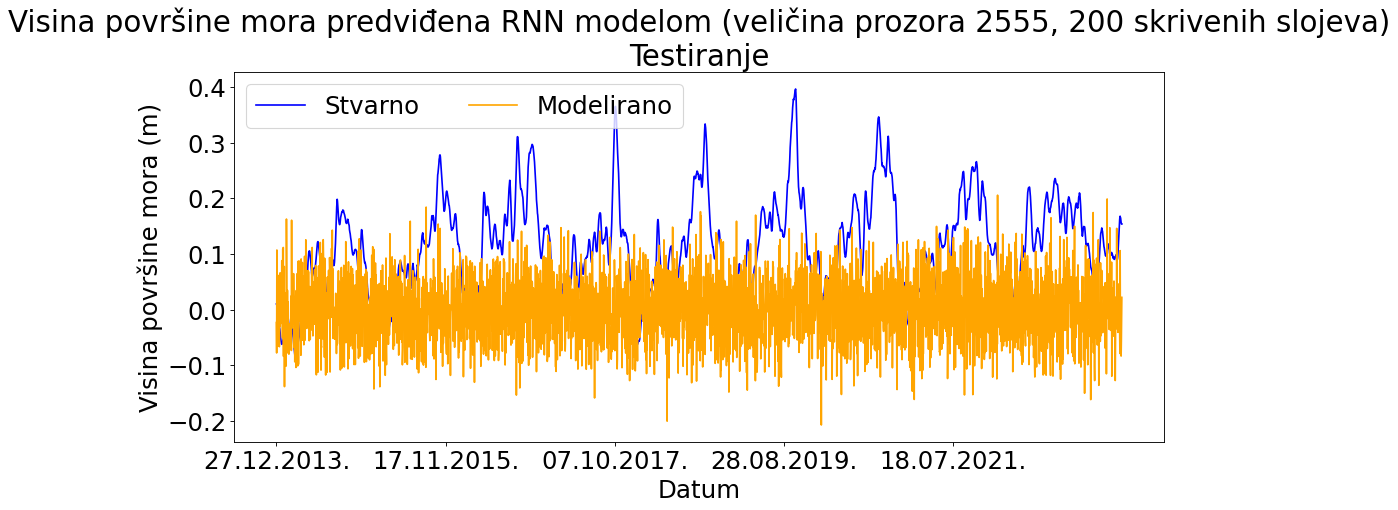 Visina površine mora predviđena RNN modelom (veličina prozora 2555, 200 skrivenih slojeva)
Testiranje
Stvarno
Modelirano
Visina površine mora (m)
0.4
0.3
0.2
0.1
0.0
−0.1
−0.2
27.12.2013. 17.11.2015. 07.10.2017. 28.08.2019. 18.07.2021.
Datum